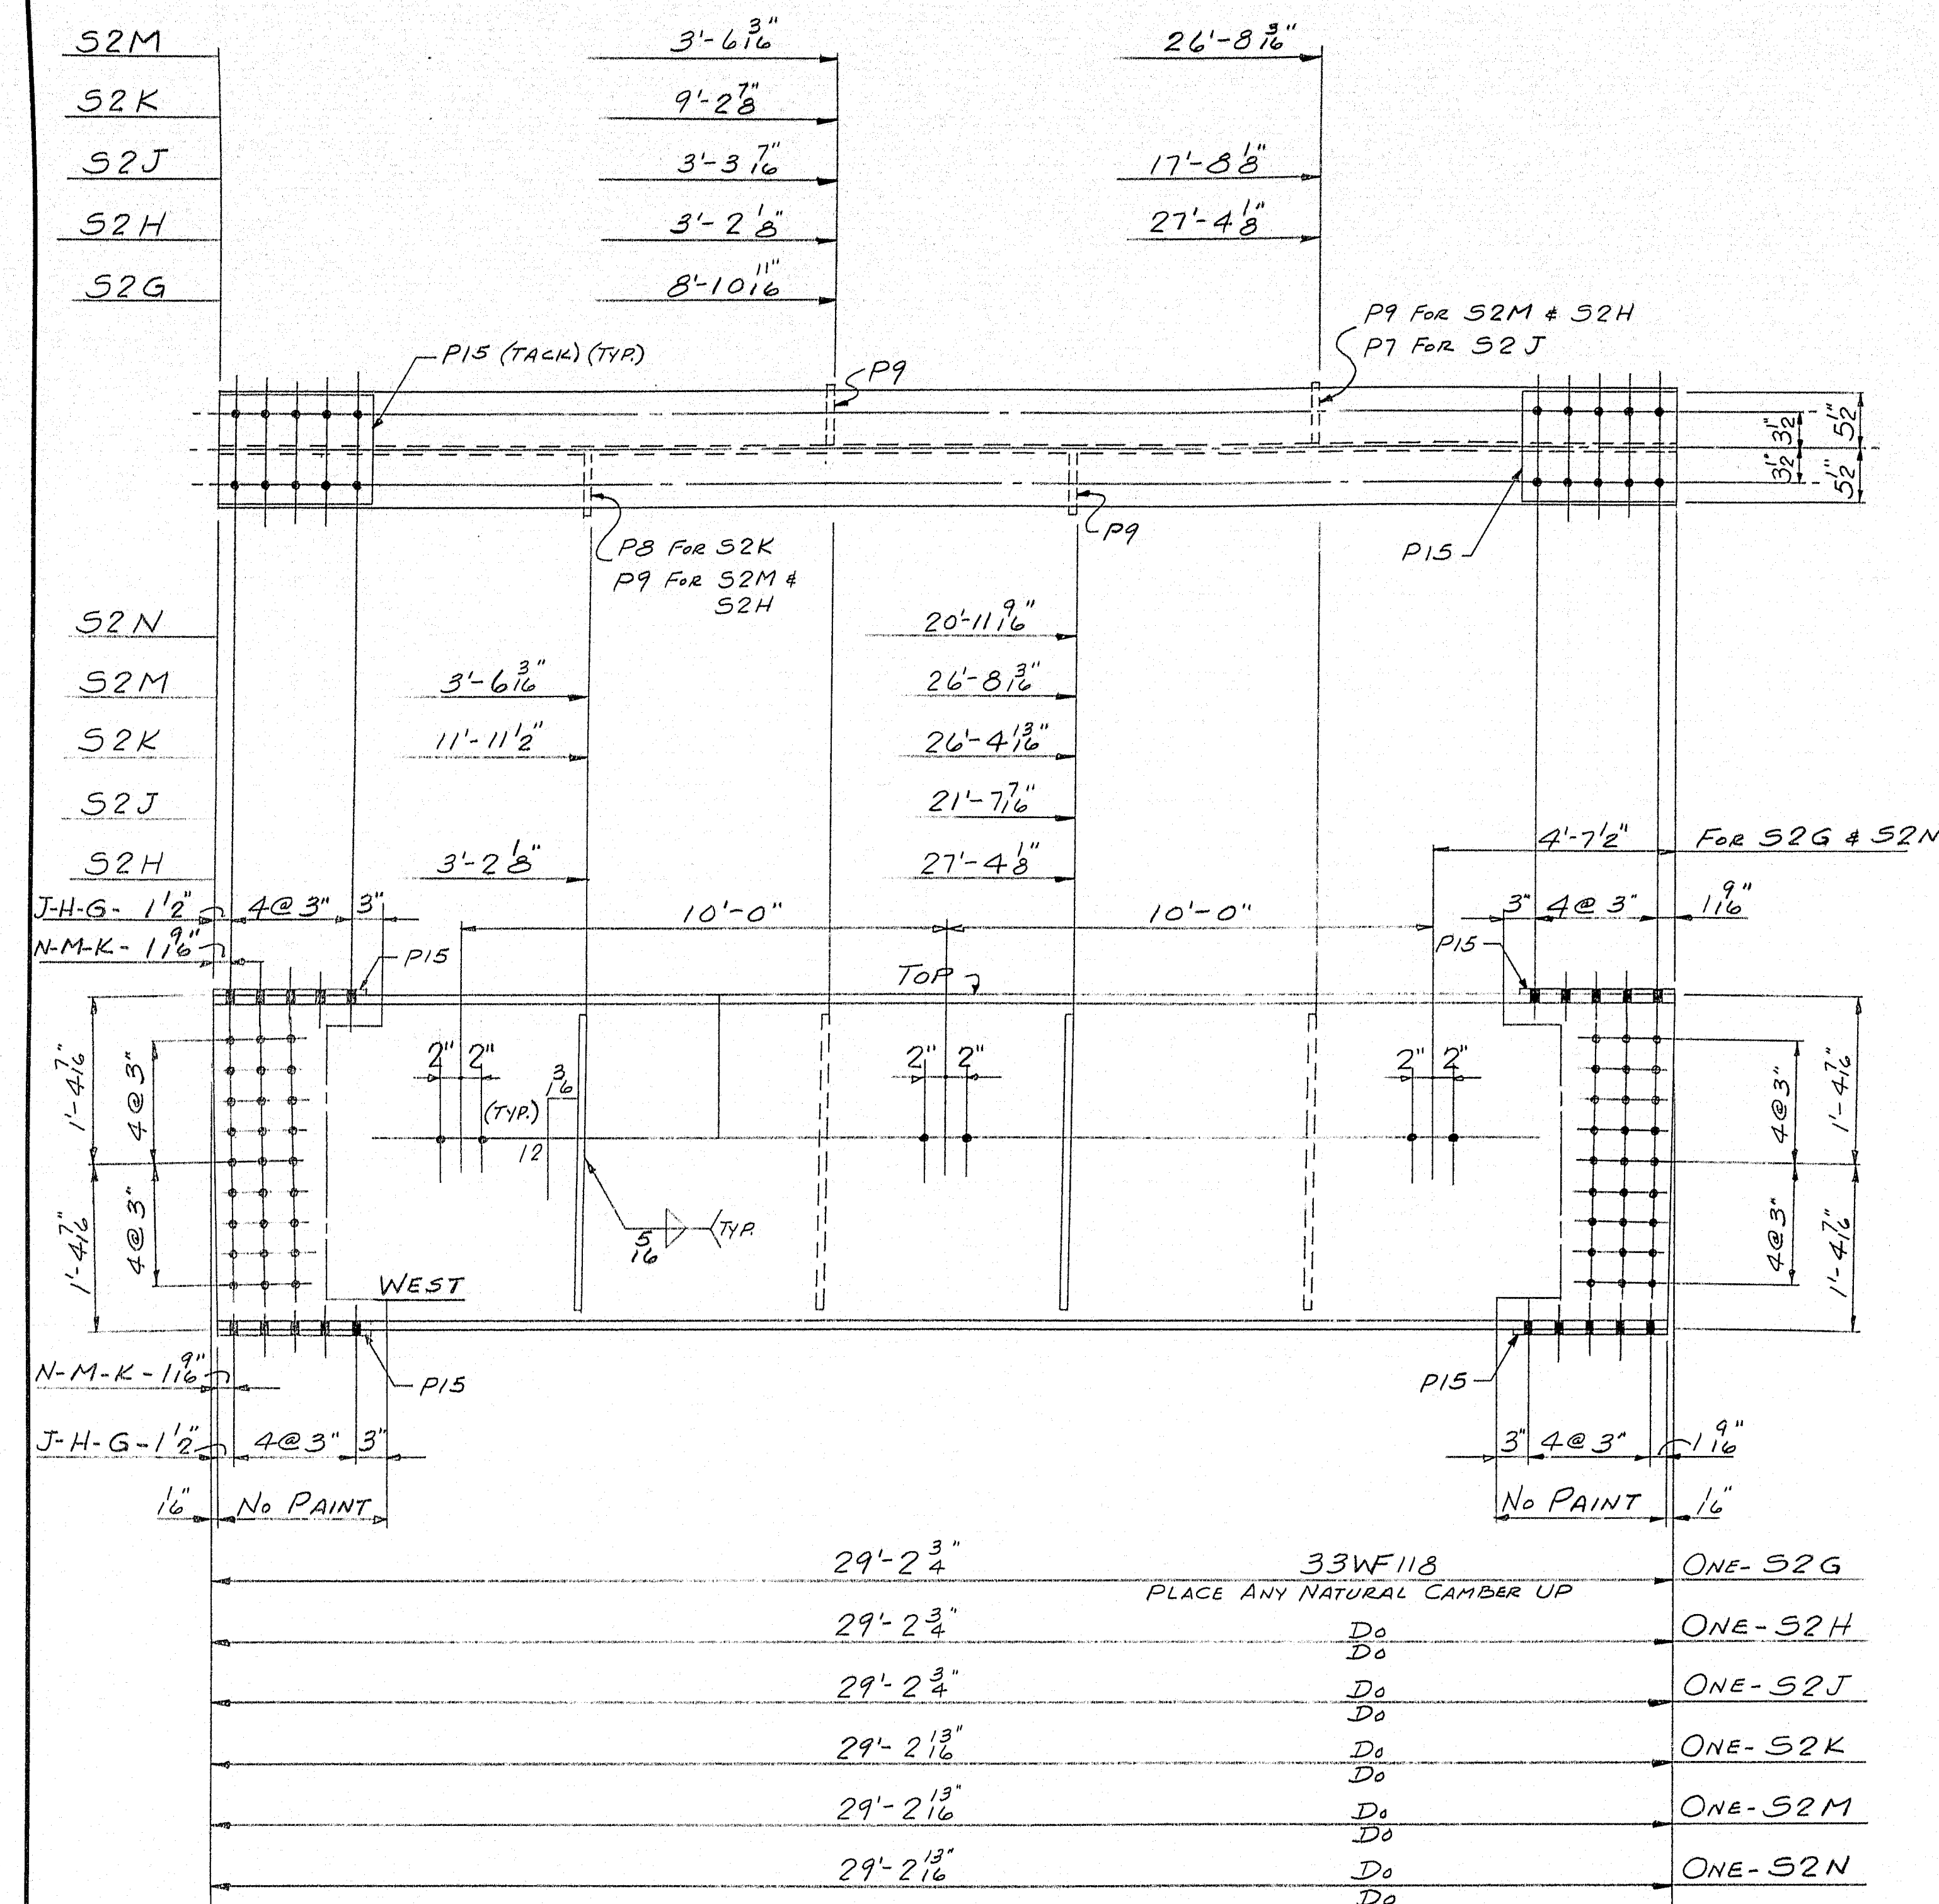 S2M 3'-6 3/16" 26'-8 3/16"
S2K 9'-2 7/8"
S2J 3'-3 7/16" 17'-8 1/8"
S2H 3'-2 1/8" 27'-4 1/8"
S2G 8'-10 11/16"
P9 FOR S2M & S2H
P7 FOR S2J
P15 (TACK) (TYP.)
P9
3 1/2" 5 1/2"
3 1/2" 5 1/2"
P8 FOR S2K
P9 FOR S2M &
S2H
P9
P15
S2N 20'-11 9/16"
S2M 3'-6 3/16" 26'-8 3/16"
S2K 11'-11 1/2" 26'-4 13/16"
S2J 21'-7 7/16"
S2H 3'-2 1/8" 27'-4 1/8"
4'-7 1/2" FOR S2G & S2N
J-H-G- 1 1/2" 4@3" 3" 10'-0" 10'-0" 3" 4@3" 1 9/16"
N-M-K- 1 9/16"
P15
TOP
P15
1'-4 7/16" 4@3" 2" 2" 2" 2" 2" 2" 4@3" 1'-4 7/16"
3/16
(TYP.)
12
1'-4 7/16" 4@3" 4@3" 1'-4 7/16"
5/16 TYP.
WEST
N-M-K- 1 9/16"
P15
P15
J-H-G- 1 1/2" 4@3" 3" 3" 4@3" 1 9/16"
1/16" NO PAINT NO PAINT 1/16"
29'-2 3/4" 33WF118 ONE- S2G
PLACE ANY NATURAL CAMBER UP
29'-2 3/4" DO ONE- S2H
DO
29'-2 3/4" DO ONE- S2J
DO
29'-2 13/16" DO ONE- S2K
DO
29'-2 13/16" DO ONE- S2M
DO
29'-2 13/16" DO ONE- S2N
DO